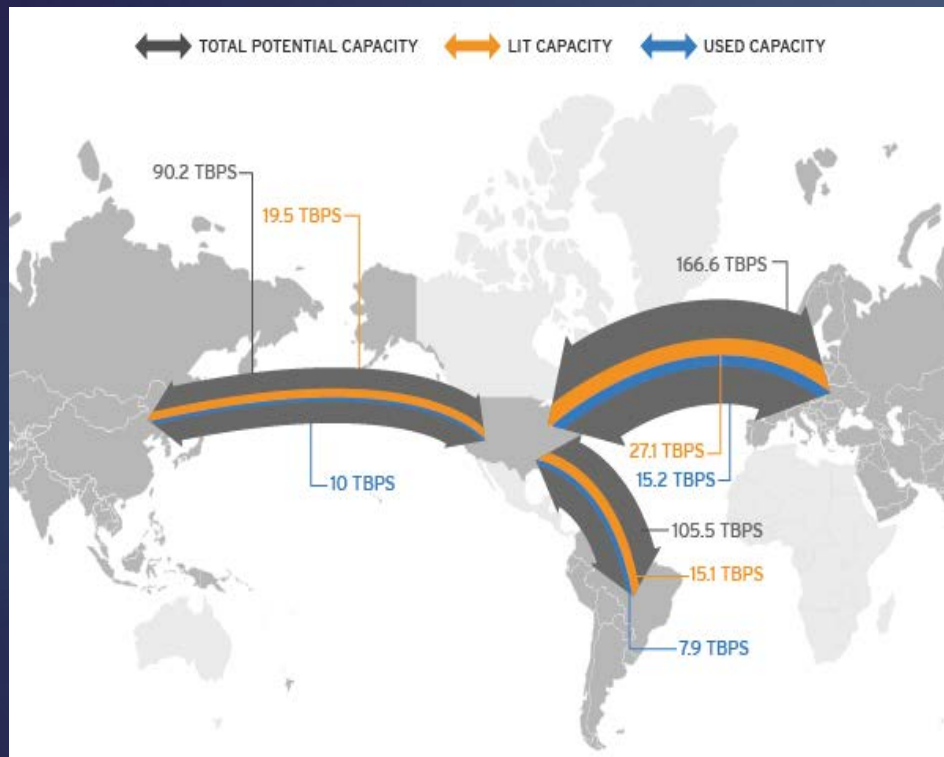 TOTAL POTENTIAL CAPACITY LIT CAPACITY USED CAPACITY
90.2 TBPS
19.5 TBPS
166.6 TBPS
27.1 TBPS
15.2 TBPS
10 TBPS
105.5 TBPS
15.1 TBPS
7.9 TBPS